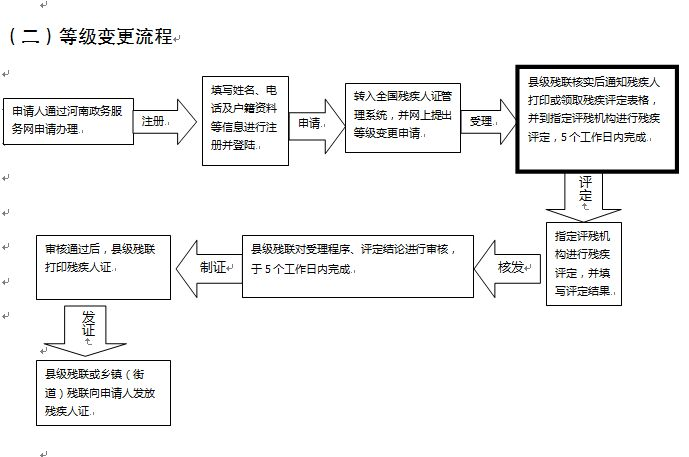 （二）等级变更流程
申请人通过河南政务服
务网申请办理．
注册
填写姓名、电
话及户籍资料
等信息进行注
册并登陆．
申请
转入全国残疾人证管
理系统，并网上提出
等级变更申请．
受理
县级残联核实后通知残疾人
打印或领取残疾评定表格，
并到指定评残机构进行残疾
评定，5个工作日内完成．
评
定
指定评残机
构进行残疾
评定，并填
写评定结果．
核发
县级残联对受理程序、评定结论进行审核，
于5个工作日内完成．
制证
审核通过后，县级残联
打印残疾人证．
发
证
县级残联或乡镇（街
道）残联向申请人发放
残疾人证．